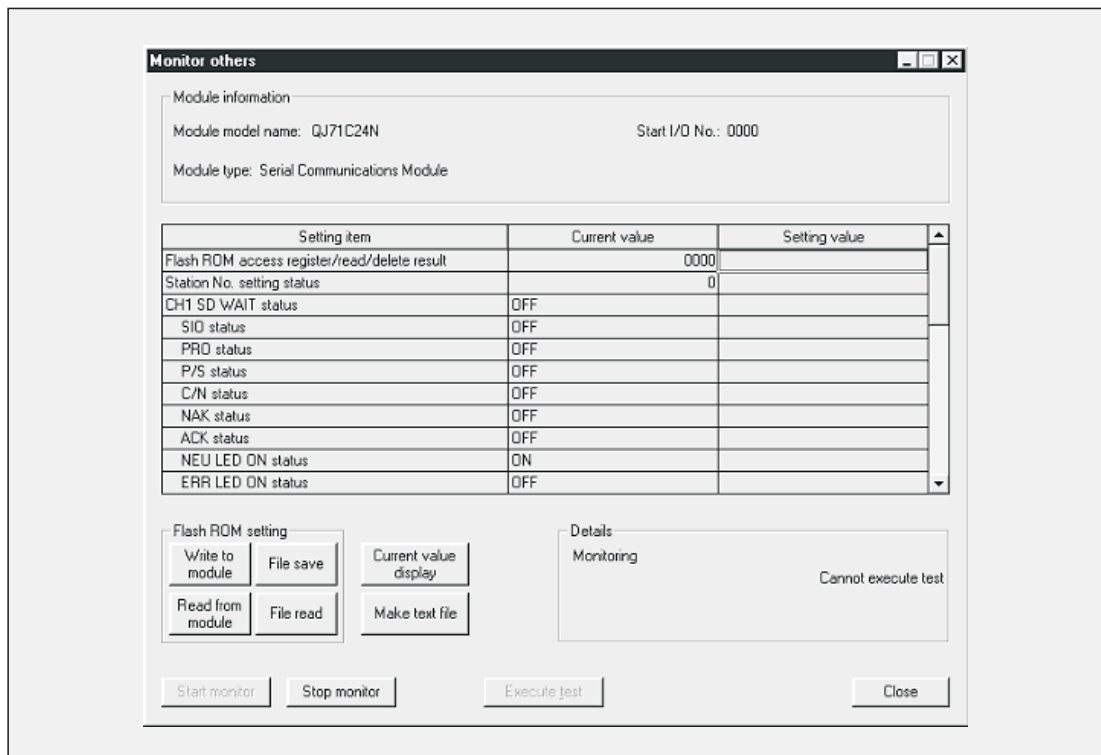 Monitor others
Module information
Module model name: QJ71C24N Start I/O No.: 0000
Module type: Serial Communications Module
Setting item Current value Setting value
Flash ROM access register/read/delete result 0000
Station No. setting status 0
CH1 SD WAIT status OFF
SIO status OFF
PRO status OFF
P/S status OFF
C/N status OFF
NAK status OFF
ACK status OFF
NEU LED ON status ON
ERR LED ON status OFF
Flash ROM setting
Write to
module
File save
Read from
module
File read
Current value
display
Make text file
Details
Monitoring
Cannot execute test
Start monitor Stop monitor Execute test Close